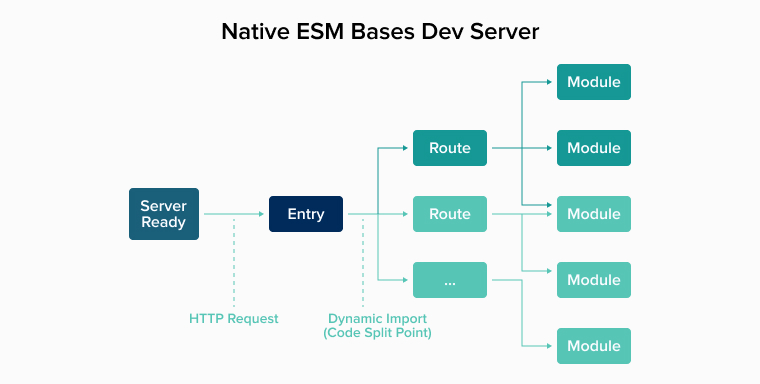 Native ESM Bases Dev Server
Server
Ready
Entry
Route
Route
...
Module
Module
Module
Module
Module
HTTP Request
Dynamic Import
(Code Split Point)